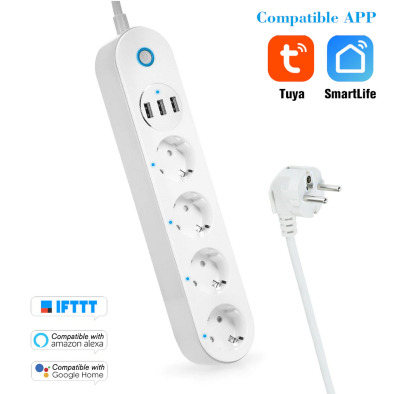 Compatible APP
Tuya
SmartLife
IFTTT
Compatible with
amazon alexa
Compatible with
Google Home